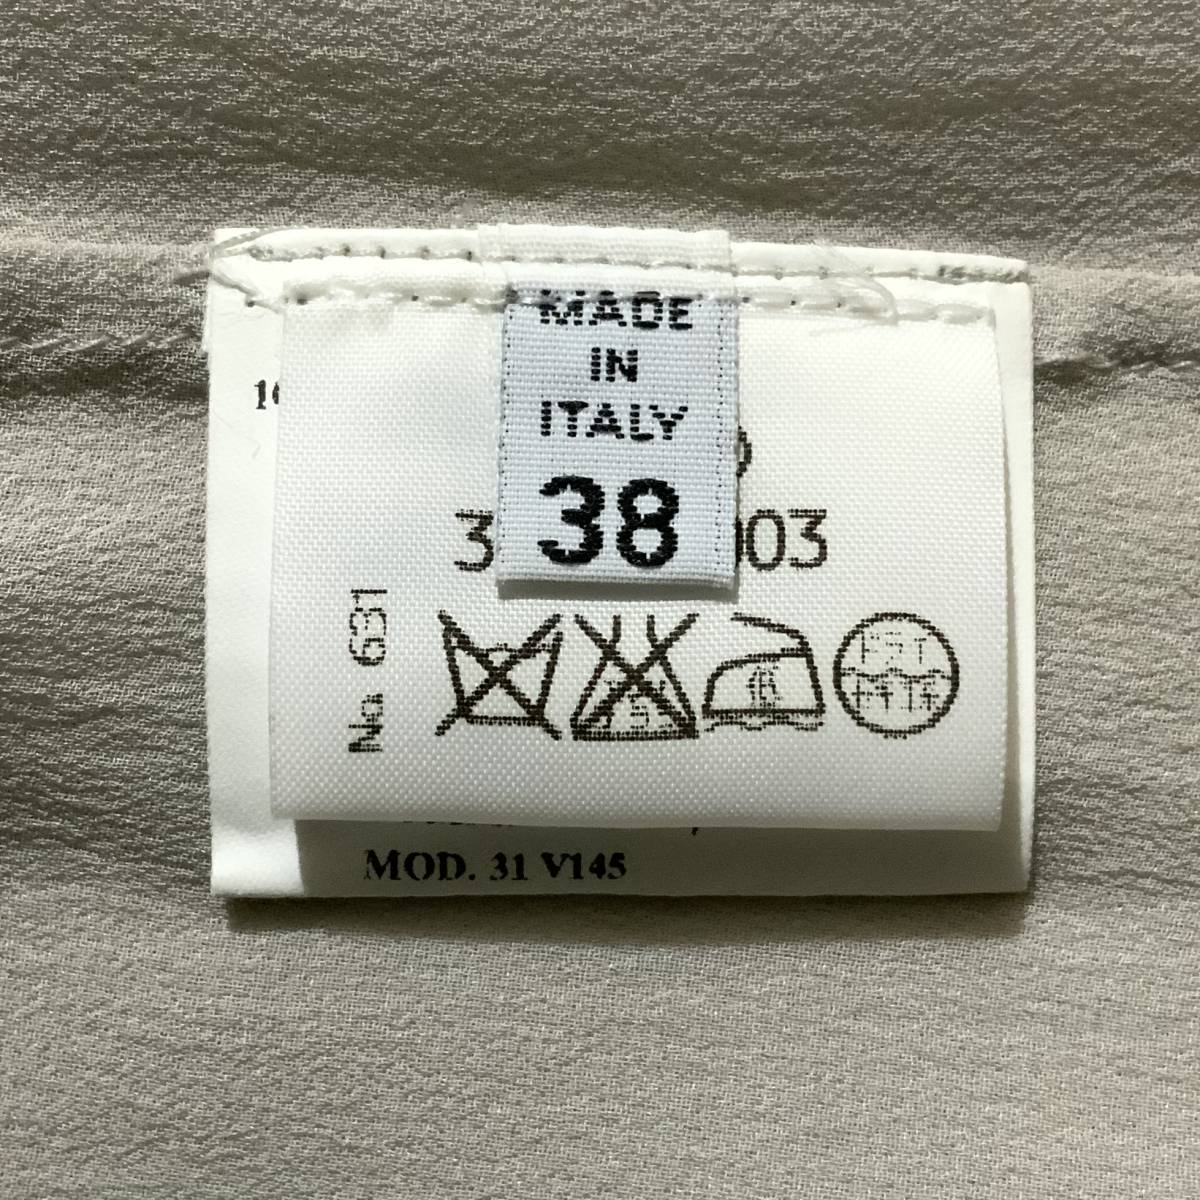 MADE
IN
ITALY
38
3 003
No 631
MOD. 31 V145